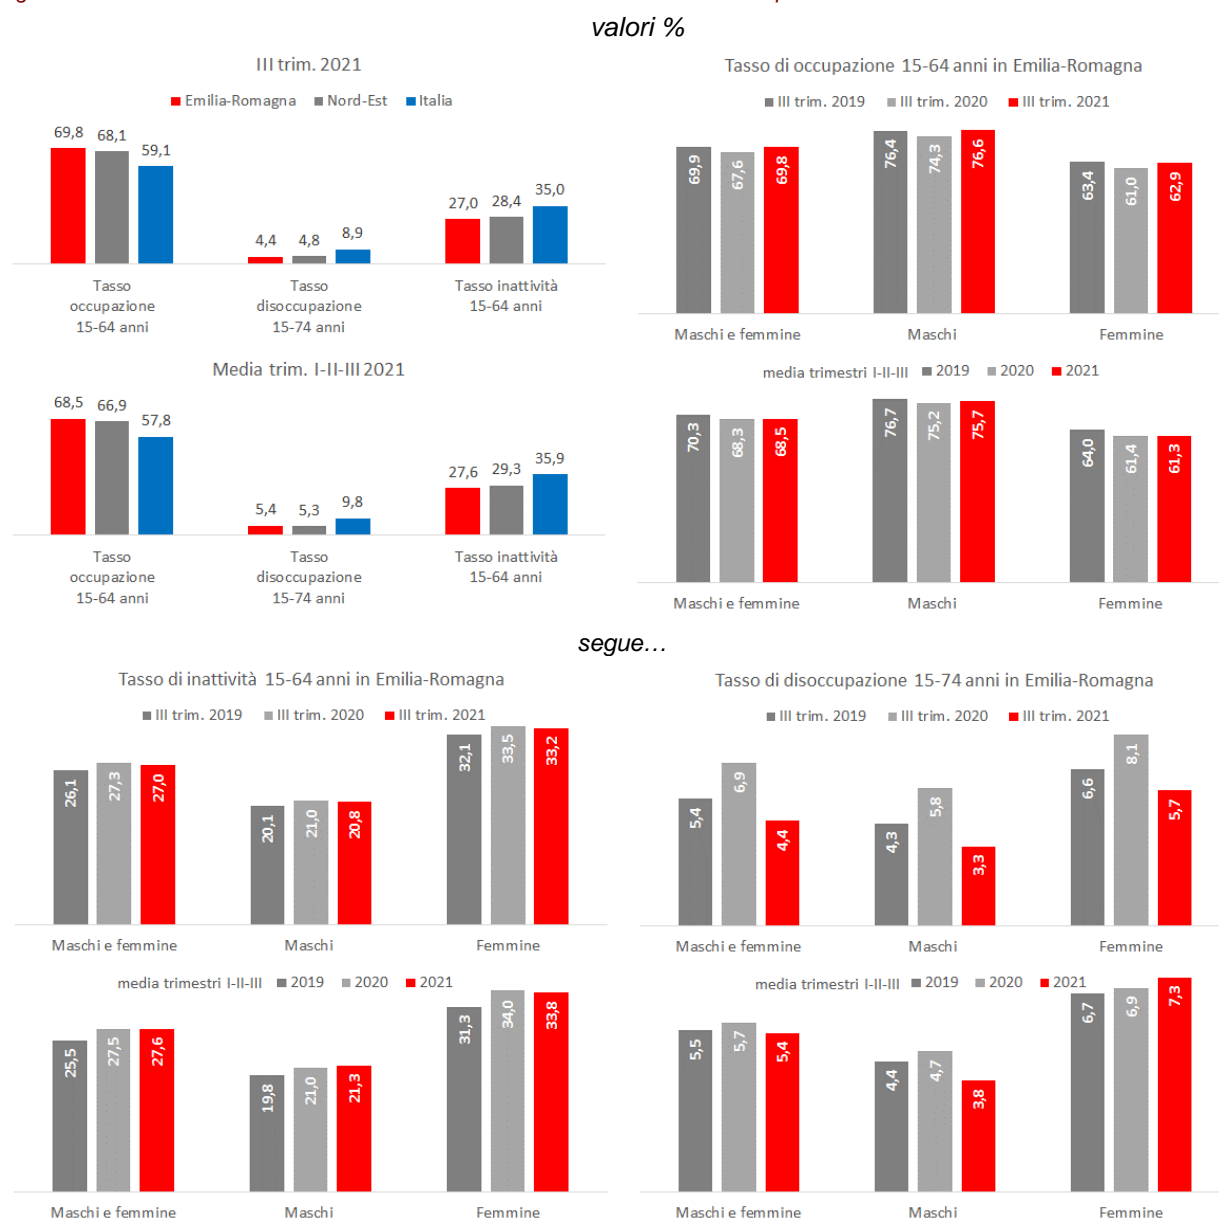 valori %
III trim. 2021
Emilia-Romagna Nord-Est Italia
69,8 68,1 59,1
4,4 4,8 8,9
27,0 28,4 35,0
Tasso occupazione 15-64 anni
Tasso disoccupazione 15-74 anni
Tasso inattività 15-64 anni
Tasso di occupazione 15-64 anni in Emilia-Romagna
III trim. 2019 III trim. 2020 III trim. 2021
69,9 67,6 69,8
76,4 74,3 76,6
63,4 61,0 62,9
Maschi e femmine Maschi Femmine
Media trim. I-II-III 2021
68,5 66,9 57,8
5,4 5,3 9,8
27,6 29,3 35,9
Tasso occupazione 15-64 anni
Tasso disoccupazione 15-74 anni
Tasso inattività 15-64 anni
media trimestri I-II-III 2019 2020 2021
70,3 68,3 68,5
76,7 75,2 75,7
64,0 61,4 61,3
Maschi e femmine Maschi Femmine
segue…
Tasso di inattività 15-64 anni in Emilia-Romagna
III trim. 2019 III trim. 2020 III trim. 2021
26,1 27,3 27,0
20,1 21,0 20,8
32,1 33,5 33,2
Maschi e femmine Maschi Femmine
Tasso di disoccupazione 15-74 anni in Emilia-Romagna
III trim. 2019 III trim. 2020 III trim. 2021
5,4 6,9 4,4
4,3 5,8 3,3
6,6 8,1 5,7
Maschi e femmine Maschi Femmine
media trimestri I-II-III 2019 2020 2021
25,5 27,5 27,6
19,8 21,0 21,3
31,3 34,0 33,8
Maschi e femmine Maschi Femmine
media trimestri I-II-III 2019 2020 2021
5,5 5,7 5,4
4,4 4,7 3,8
6,7 6,9 7,3
Maschi e femmine Maschi Femmine